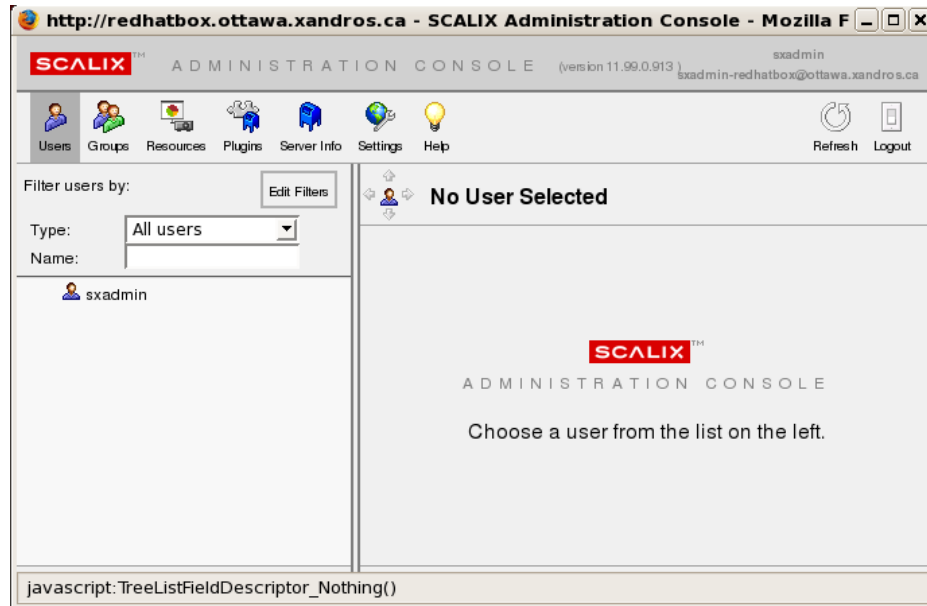 http://redhatbox.ottawa.xandros.ca - SCALIX Administration Console - Mozilla F
SCALIX™ ADMINISTRATION CONSOLE (version 11.99.0.913 )
sxadmin
sxadmin-redhatbox@ottawa.xandros.ca
Users Groups Resources Plugins Server Info Settings Help Refresh Logout
Filter users by: Edit Filters
No User Selected
Type: All users
Name:
sxadmin
SCALIX™
ADMINISTRATION CONSOLE
Choose a user from the list on the left.
javascript:TreeListFieldDescriptor_Nothing()